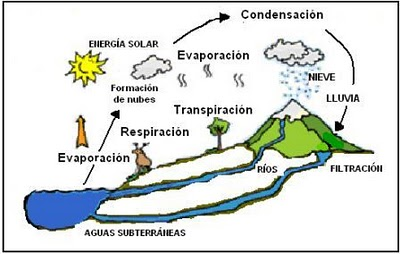 Condensación
ENERGÍA SOLAR
Evaporación
NIEVE
Formación
de nubes
LLUVIA
Transpiración
Respiración
Evaporación
RÍOS
FILTRACIÓN
AGUAS SUBTERRÁNEAS